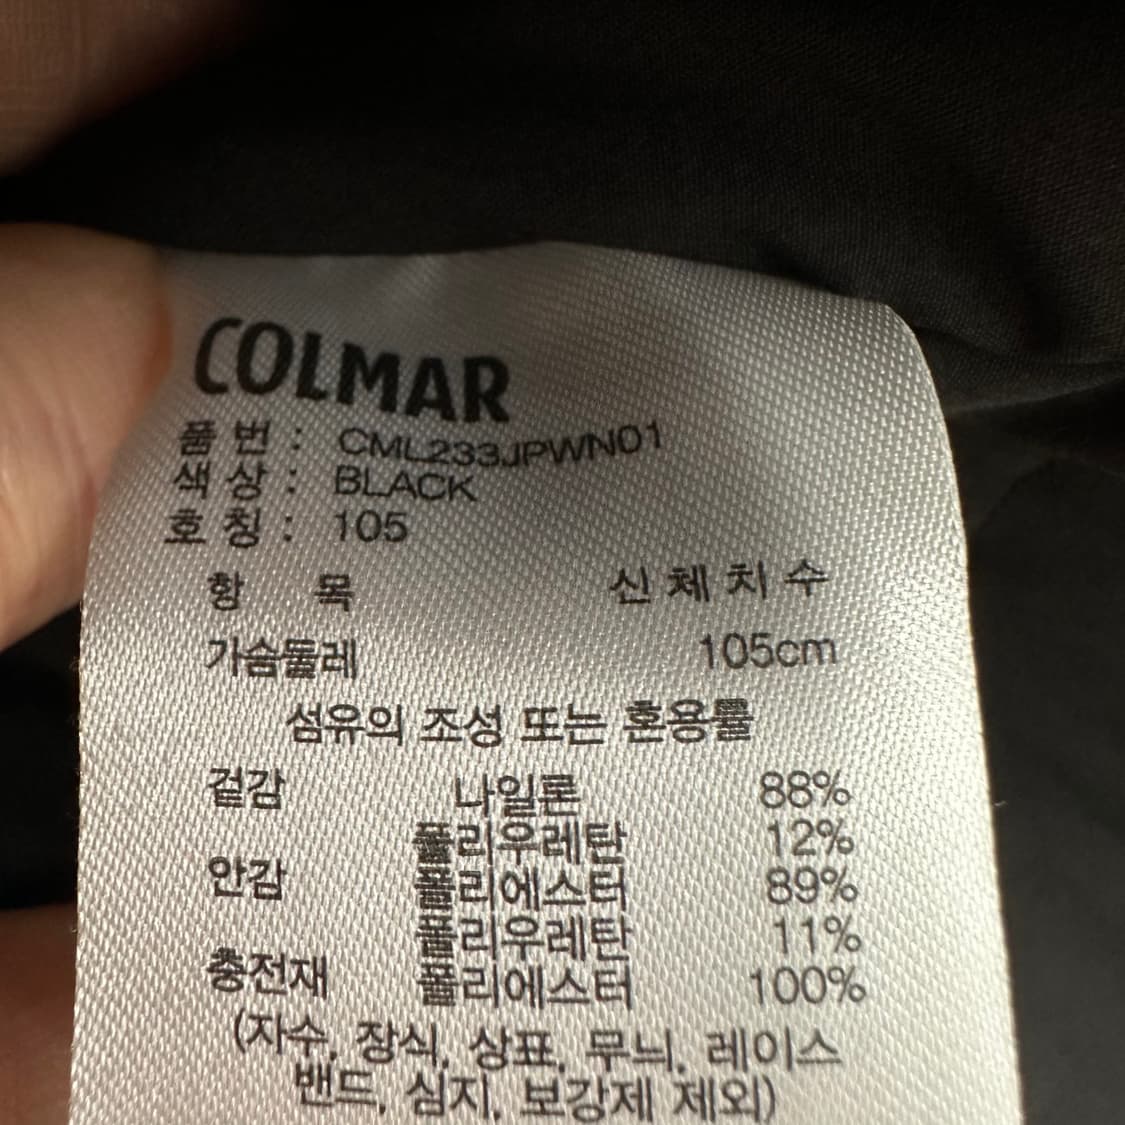 COLMAR
품 번 : CML233JPWN01
색 상 : BLACK
호 칭 : 105
항 목 신체치수
가슴둘레 105cm
섬유의 조성 또는 혼용률
겉감 나일론 88%
폴리우레탄 12%
안감 폴리에스터 89%
폴리우레탄 11%
충전재 폴리에스터 100%
(자수, 장식, 상표, 무늬, 레이스
밴드, 심지, 보강제 제외)